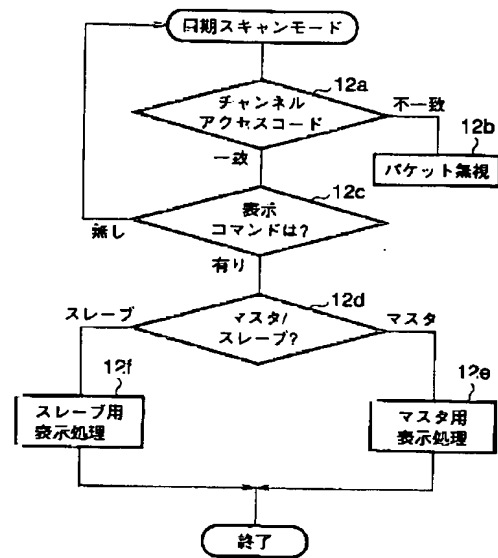 同期スキャンモード
12a
チャンネル
アクセスコード
不一致
12b
一致
パケット無視
12c
表示
コマンドは?
無し
有り
12d
スレーブ
マスタ/
スレーブ?
マスタ
12f
12e
スレーブ用
表示処理
マスタ用
表示処理
終了